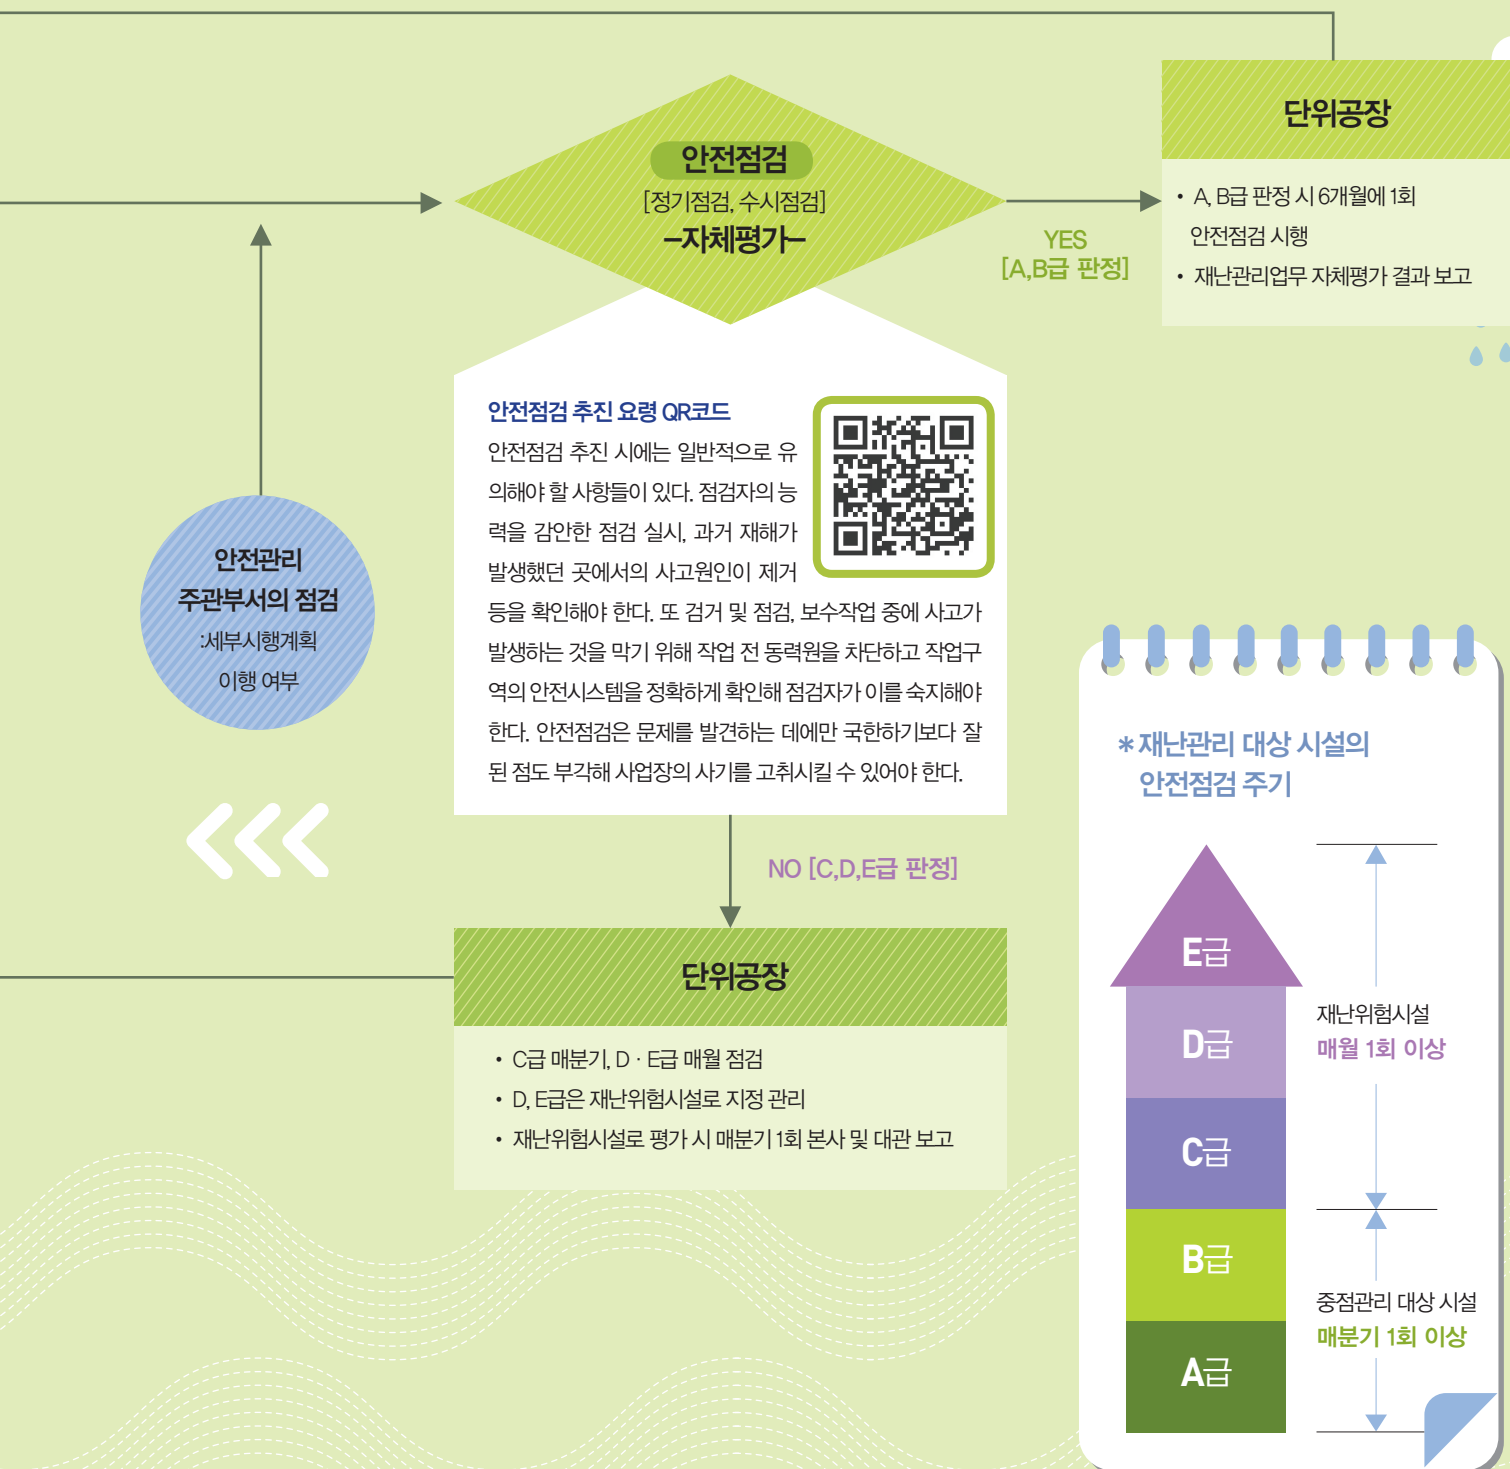 안전점검
[정기점검, 수시점검]
–자체평가–
YES
[A,B급 판정]
단위공장
• A, B급 판정 시 6개월에 1회
안전점검 시행
• 재난관리업무 자체평가 결과 보고
안전관리
주관부서의 점검
:세부시행계획
이행 여부
안전점검 추진 요령 QR코드
안전점검 추진 시에는 일반적으로 유
의해야 할 사항들이 있다. 점검자의 능
력을 감안한 점검 실시, 과거 재해가
발생했던 곳에서의 사고원인이 제거
등을 확인해야 한다. 또 검거 및 점검, 보수작업 중에 사고가
발생하는 것을 막기 위해 작업 전 동력원을 차단하고 작업구
역의 안전시스템을 정확하게 확인해 점검자가 이를 숙지해야
한다. 안전점검은 문제를 발견하는 데에만 국한하기보다 잘
된 점도 부각해 사업장의 사기를 고취시킬 수 있어야 한다.
NO [C,D,E급 판정]
단위공장
• C급 매분기, D · E급 매월 점검
• D, E급은 재난위험시설로 지정 관리
• 재난위험시설로 평가 시 매분기 1회 본사 및 대관 보고
*재난관리 대상 시설의
안전점검 주기
E급
D급
C급
B급
A급
재난위험시설
매월 1회 이상
중점관리 대상 시설
매분기 1회 이상